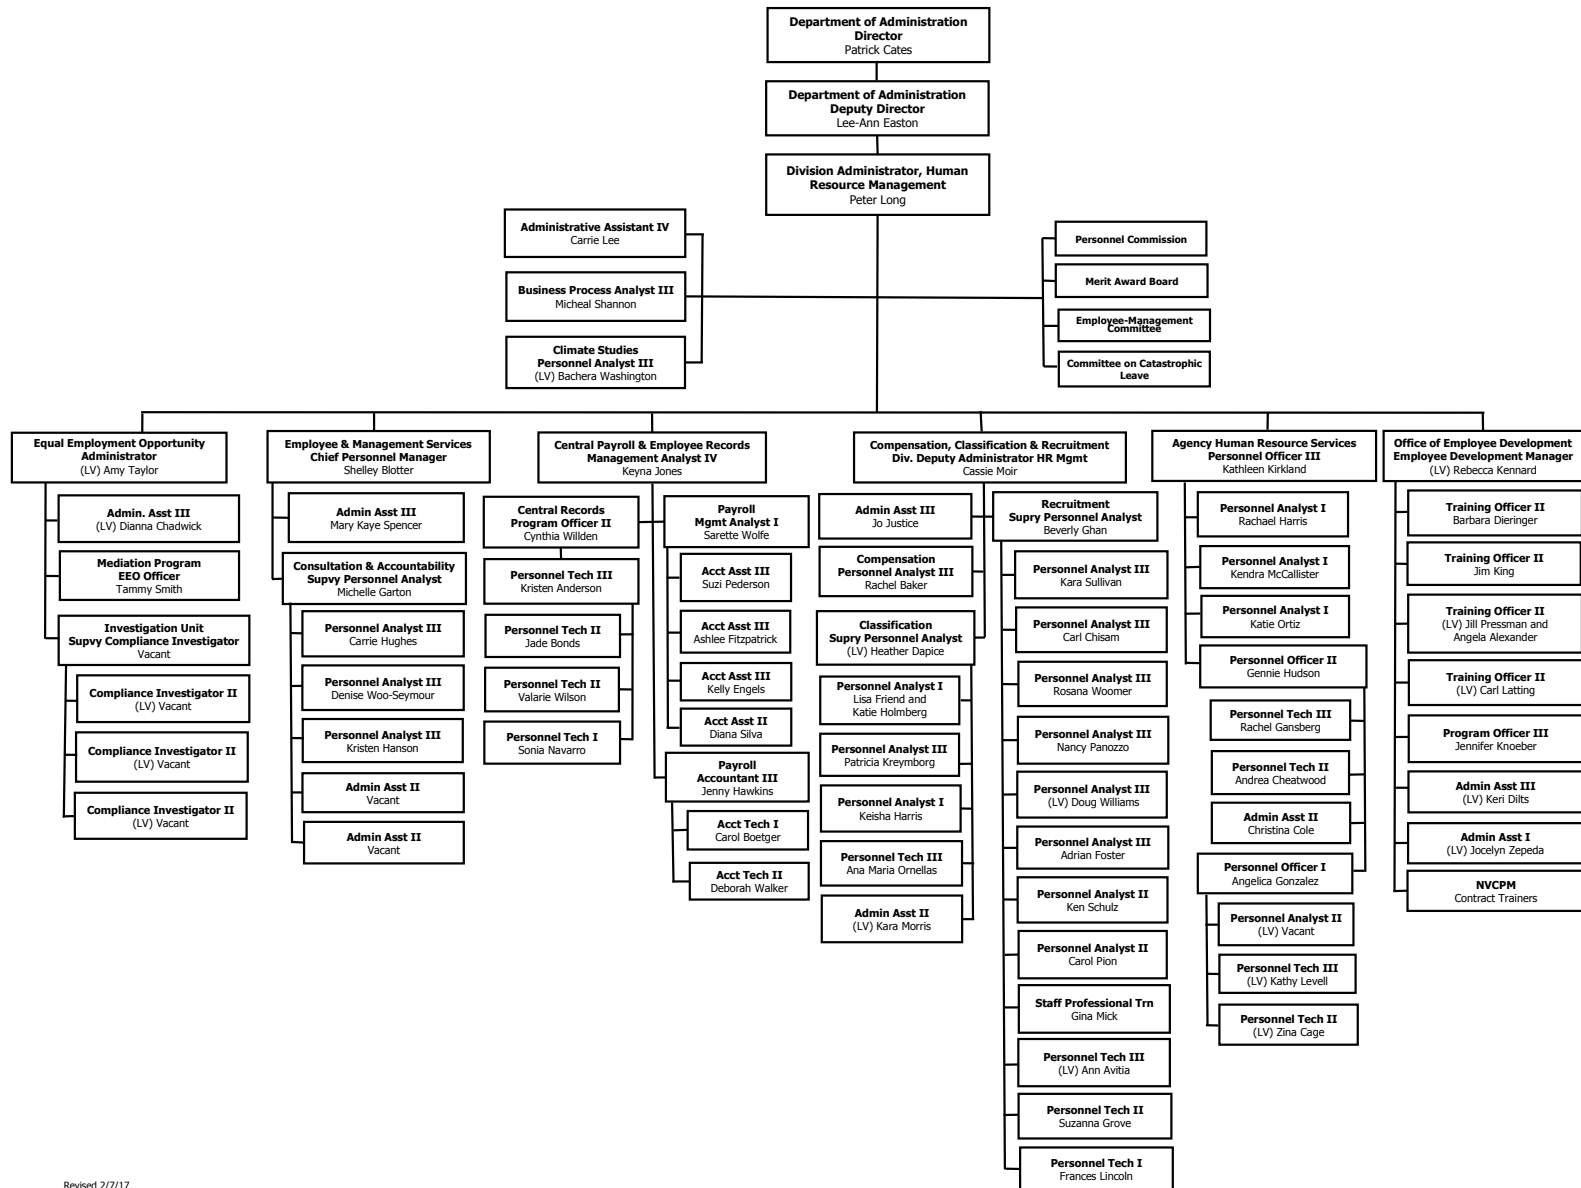 Department of Administration
Director
Patrick Cates
Department of Administration
Deputy Director
Lee-Ann Easton
Division Administrator, Human
Resource Management
Peter Long
Administrative Assistant IV
Carrie Lee
Business Process Analyst III
Micheal Shannon
Climate Studies
Personnel Analyst III
(LV) Bachera Washington
Personnel Commission
Merit Award Board
Employee-Management
Committee
Committee on Catastrophic
Leave
Equal Employment Opportunity
Administrator
(LV) Amy Taylor
Admin. Asst III
(LV) Dianna Chadwick
Mediation Program
EEO Officer
Tammy Smith
Investigation Unit
Supvy Compliance Investigator
Vacant
Compliance Investigator II
(LV) Vacant
Compliance Investigator II
(LV) Vacant
Compliance Investigator II
(LV) Vacant
Employee & Management Services
Chief Personnel Manager
Shelley Blotter
Admin Asst III
Mary Kaye Spencer
Consultation & Accountability
Supvy Personnel Analyst
Michelle Garton
Personnel Analyst III
Carrie Hughes
Personnel Analyst III
Denise Woo-Seymour
Personnel Analyst III
Kristen Hanson
Admin Asst II
Vacant
Admin Asst II
Vacant
Central Payroll & Employee Records
Management Analyst IV
Keyna Jones
Central Records
Program Officer II
Cynthia Willden
Personnel Tech III
Kristen Anderson
Personnel Tech II
Jade Bonds
Personnel Tech II
Valarie Wilson
Personnel Tech I
Sonia Navarro
Payroll
Mgmt Analyst I
Sarette Wolfe
Acct Asst III
Suzi Pederson
Acct Asst III
Ashlee Fitzpatrick
Acct Asst III
Kelly Engels
Acct Asst II
Diana Silva
Payroll
Accountant III
Jenny Hawkins
Acct Tech I
Carol Boetger
Acct Tech II
Deborah Walker
Compensation, Classification & Recruitment
Div. Deputy Administrator HR Mgmt
Cassie Moir
Admin Asst III
Jo Justice
Compensation
Personnel Analyst III
Rachel Baker
Classification
Supry Personnel Analyst
(LV) Heather Dapice
Personnel Analyst I
Lisa Friend and
Katie Holmberg
Personnel Analyst III
Patricia Kreymborg
Personnel Analyst I
Keisha Harris
Personnel Tech III
Ana Maria Ornellas
Admin Asst II
(LV) Kara Morris
Recruitment
Supry Personnel Analyst
Beverly Ghan
Personnel Analyst III
Kara Sullivan
Personnel Analyst III
Carl Chisam
Personnel Analyst III
Rosana Woomer
Personnel Analyst III
Nancy Panozzo
Personnel Analyst III
(LV) Doug Williams
Personnel Analyst III
Adrian Foster
Personnel Analyst II
Ken Schulz
Personnel Analyst II
Carol Pion
Staff Professional Trn
Gina Mick
Personnel Tech III
(LV) Ann Avitia
Personnel Tech II
Suzanna Grove
Personnel Tech I
Frances Lincoln
Agency Human Resource Services
Personnel Officer III
Kathleen Kirkland
Personnel Analyst I
Rachael Harris
Personnel Analyst I
Kendra McCallister
Personnel Analyst I
Katie Ortiz
Personnel Officer II
Gennie Hudson
Personnel Tech III
Rachel Gansberg
Personnel Tech II
Andrea Cheatwood
Admin Asst II
Christina Cole
Personnel Officer I
Angelica Gonzalez
Personnel Analyst II
(LV) Vacant
Personnel Tech III
(LV) Kathy Levell
Personnel Tech II
(LV) Zina Cage
Office of Employee Development
Employee Development Manager
(LV) Rebecca Kennard
Training Officer II
Barbara Dieringer
Training Officer II
Jim King
Training Officer II
(LV) Jill Pressman and
Angela Alexander
Training Officer II
(LV) Carl Latting
Program Officer III
Jennifer Knoeber
Admin Asst III
(LV) Keri Dilts
Admin Asst I
(LV) Jocelyn Zepeda
NVCPM
Contract Trainers
Revised 2/7/17